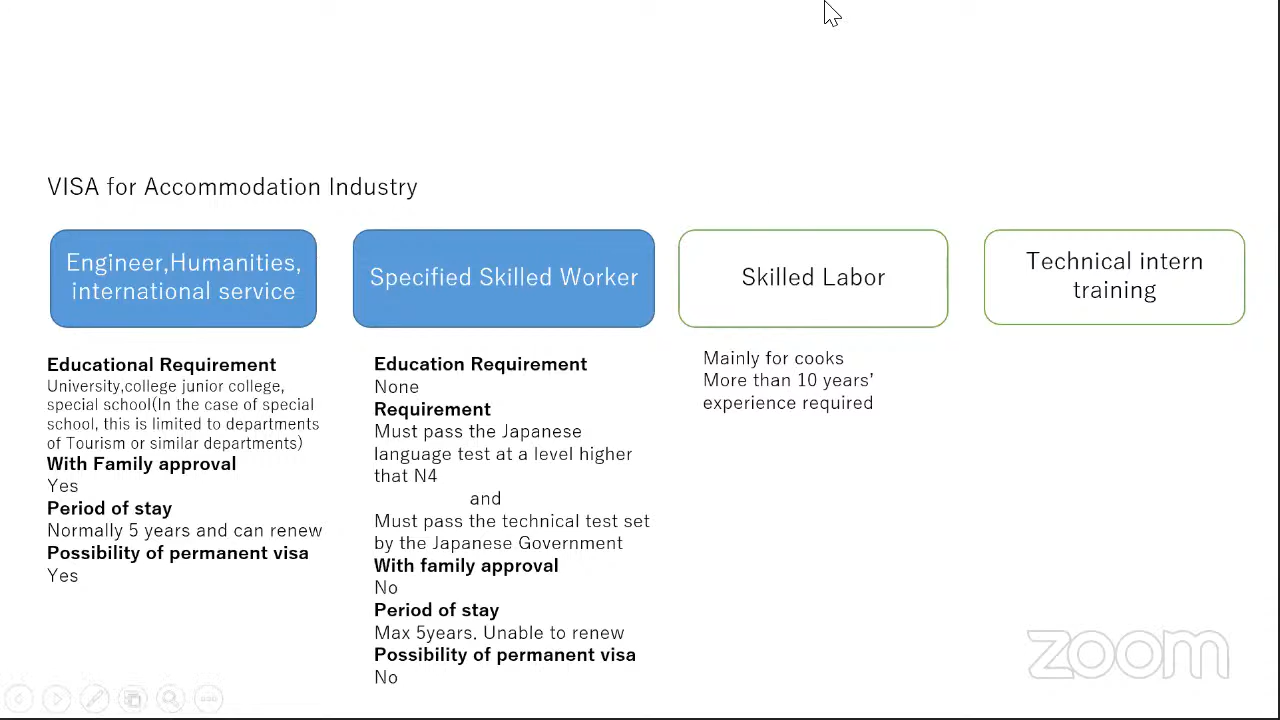 VISA for Accommodation Industry
Engineer,Humanities,
international service
Specified Skilled Worker
Skilled Labor
Technical intern
training
Educational Requirement
University,college junior college,
special school(In the case of special
school, this is limited to departments
of Tourism or similar departments)
With Family approval
Yes
Period of stay
Normally 5 years and can renew
Possibility of permanent visa
Yes
Education Requirement
None
Requirement
Must pass the Japanese
language test at a level higher
that N4
and
Must pass the technical test set
by the Japanese Government
With family approval
No
Period of stay
Max 5years. Unable to renew
Possibility of permanent visa
No
Mainly for cooks
More than 10 years’
experience required
zoom